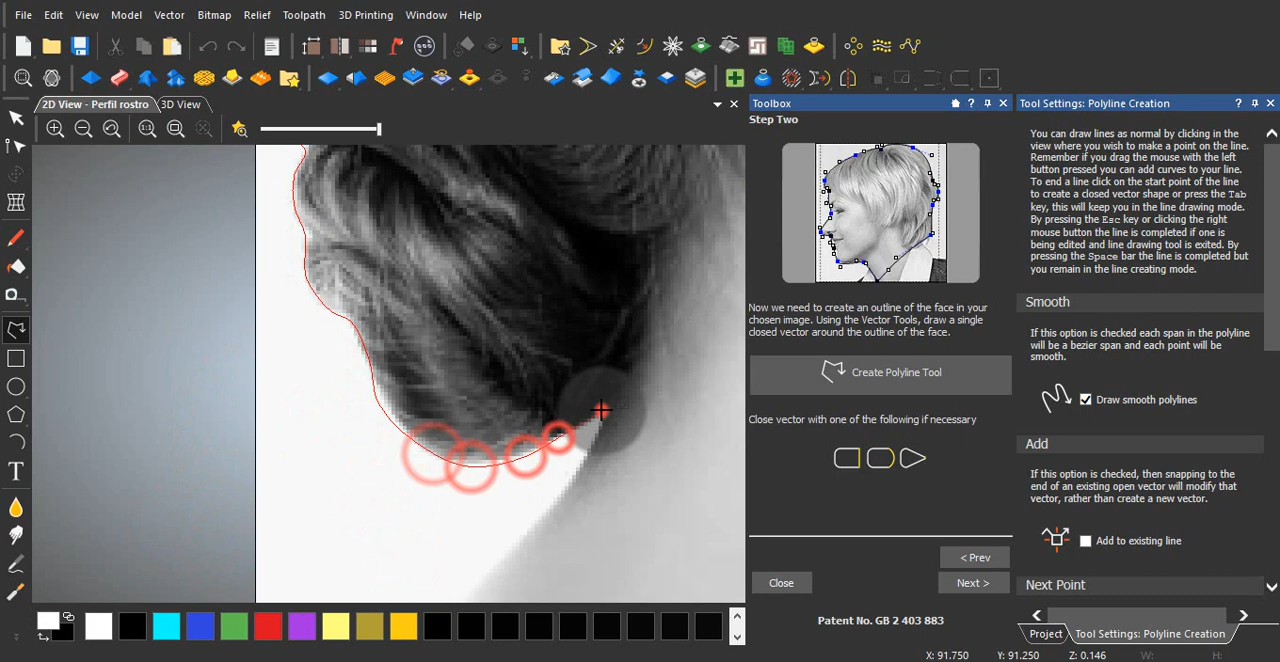 File Edit View Model Vector Bitmap Relief Toolpath 3D Printing Window Help
2D View - Perfil rostro 3D View
1:1
Toolbox
Step Two
Now we need to create an outline of the face in your
chosen image. Using the Vector Tools, draw a single
closed vector around the outline of the face.
Create Polyline Tool
Close vector with one of the following if necessary
< Prev
Close
Next >
Patent No. GB 2 403 883
Tool Settings: Polyline Creation
You can draw lines as normal by clicking in the
view where you wish to make a point on the line.
Remember if you drag the mouse with the left
button pressed you can add curves to your line.
To end a line click on the start point of the line
to create a closed vector shape or press the Tab
key, this will keep you in the line drawing mode.
By pressing the Esc key or clicking the right
mouse button the line is completed if one is
being edited and line drawing tool is exited. By
pressing the Space bar the line is completed but
you remain in the line creating mode.
Smooth
If this option is checked each span in the polyline
will be a bezier span and each point will be
smooth.
Draw smooth polylines
Add
If this option is checked, then snapping to the
end of an existing open vector will modify that
vector, rather than create a new vector.
Add to existing line
Next Point
Project Tool Settings: Polyline Creation
X: 91.750 Y: 91.250 Z: 0.146 W: H: